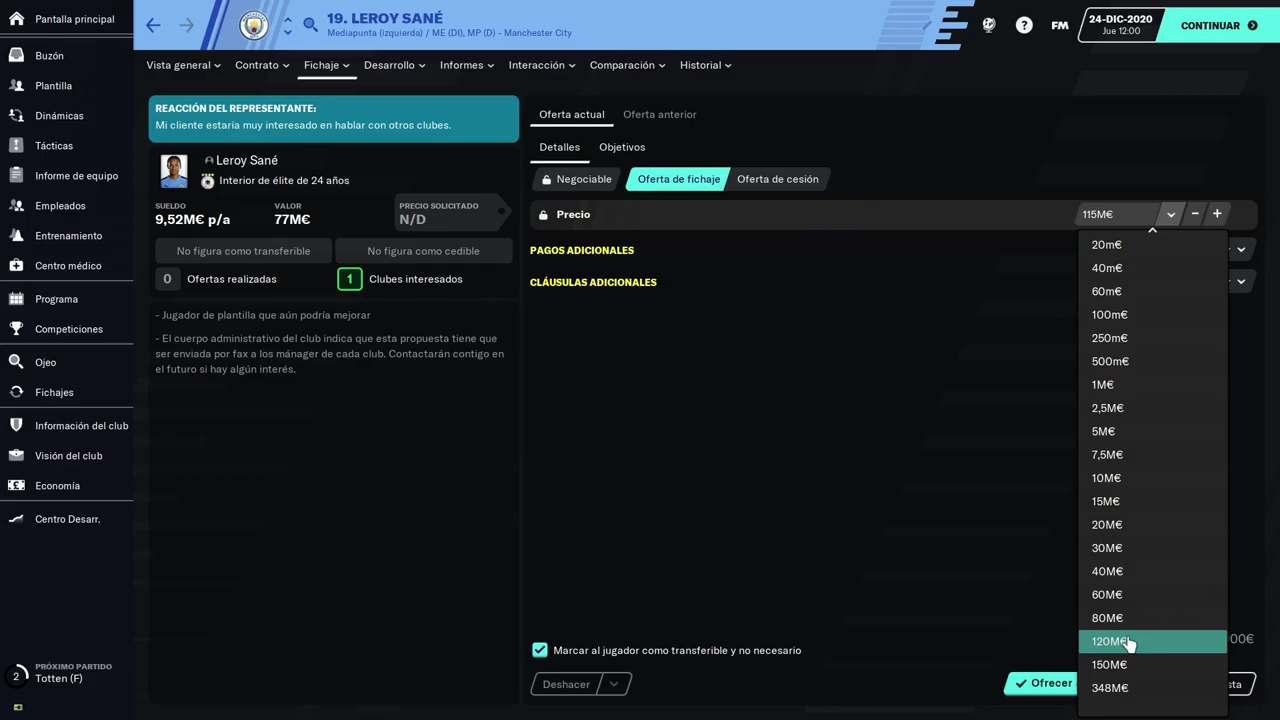 Pantalla principal
Buzón
Plantilla
Dinámicas
Tácticas
Informe de equipo
Empleados
Entrenamiento
Centro médico
Programa
Competiciones
Ojeo
Fichajes
Información del club
Visión del club
Economía
Centro Desarr.
2
PRÓXIMO PARTIDO
Totten (F)
19. LEROY SANÉ
Mediapunta (izquierda) / ME (DI), MP (D) - Manchester City
FM
24-DIC-2020
Jue 12:00
CONTINUAR
Vista general
Contrato
Fichaje
Desarrollo
Informes
Interacción
Comparación
Historial
REACCIÓN DEL REPRESENTANTE:
Mi cliente estaría muy interesado en hablar con otros clubes.
Leroy Sané
Interior de élite de 24 años
SUELDO
9,52M€ p/a
VALOR
77M€
PRECIO SOLICITADO
N/D
No figura como transferible
No figura como cedible
0 Ofertas realizadas
1 Clubes interesados
- Jugador de plantilla que aún podría mejorar
- El cuerpo administrativo del club indica que esta propuesta tiene que
ser enviada por fax a los mánager de cada club. Contactarán contigo en
el futuro si hay algún interés.
Oferta actual
Oferta anterior
Detalles
Objetivos
Negociable
Oferta de fichaje
Oferta de cesión
Precio
115M€
PAGOS ADICIONALES
CLÁUSULAS ADICIONALES
20m€
40m€
60m€
100m€
250m€
500m€
1M€
2,5M€
5M€
7,5M€
10M€
15M€
20M€
30M€
40M€
60M€
80M€
120M€
150M€
348M€
Marcar al jugador como transferible y no necesario
Deshacer
Ofrecer